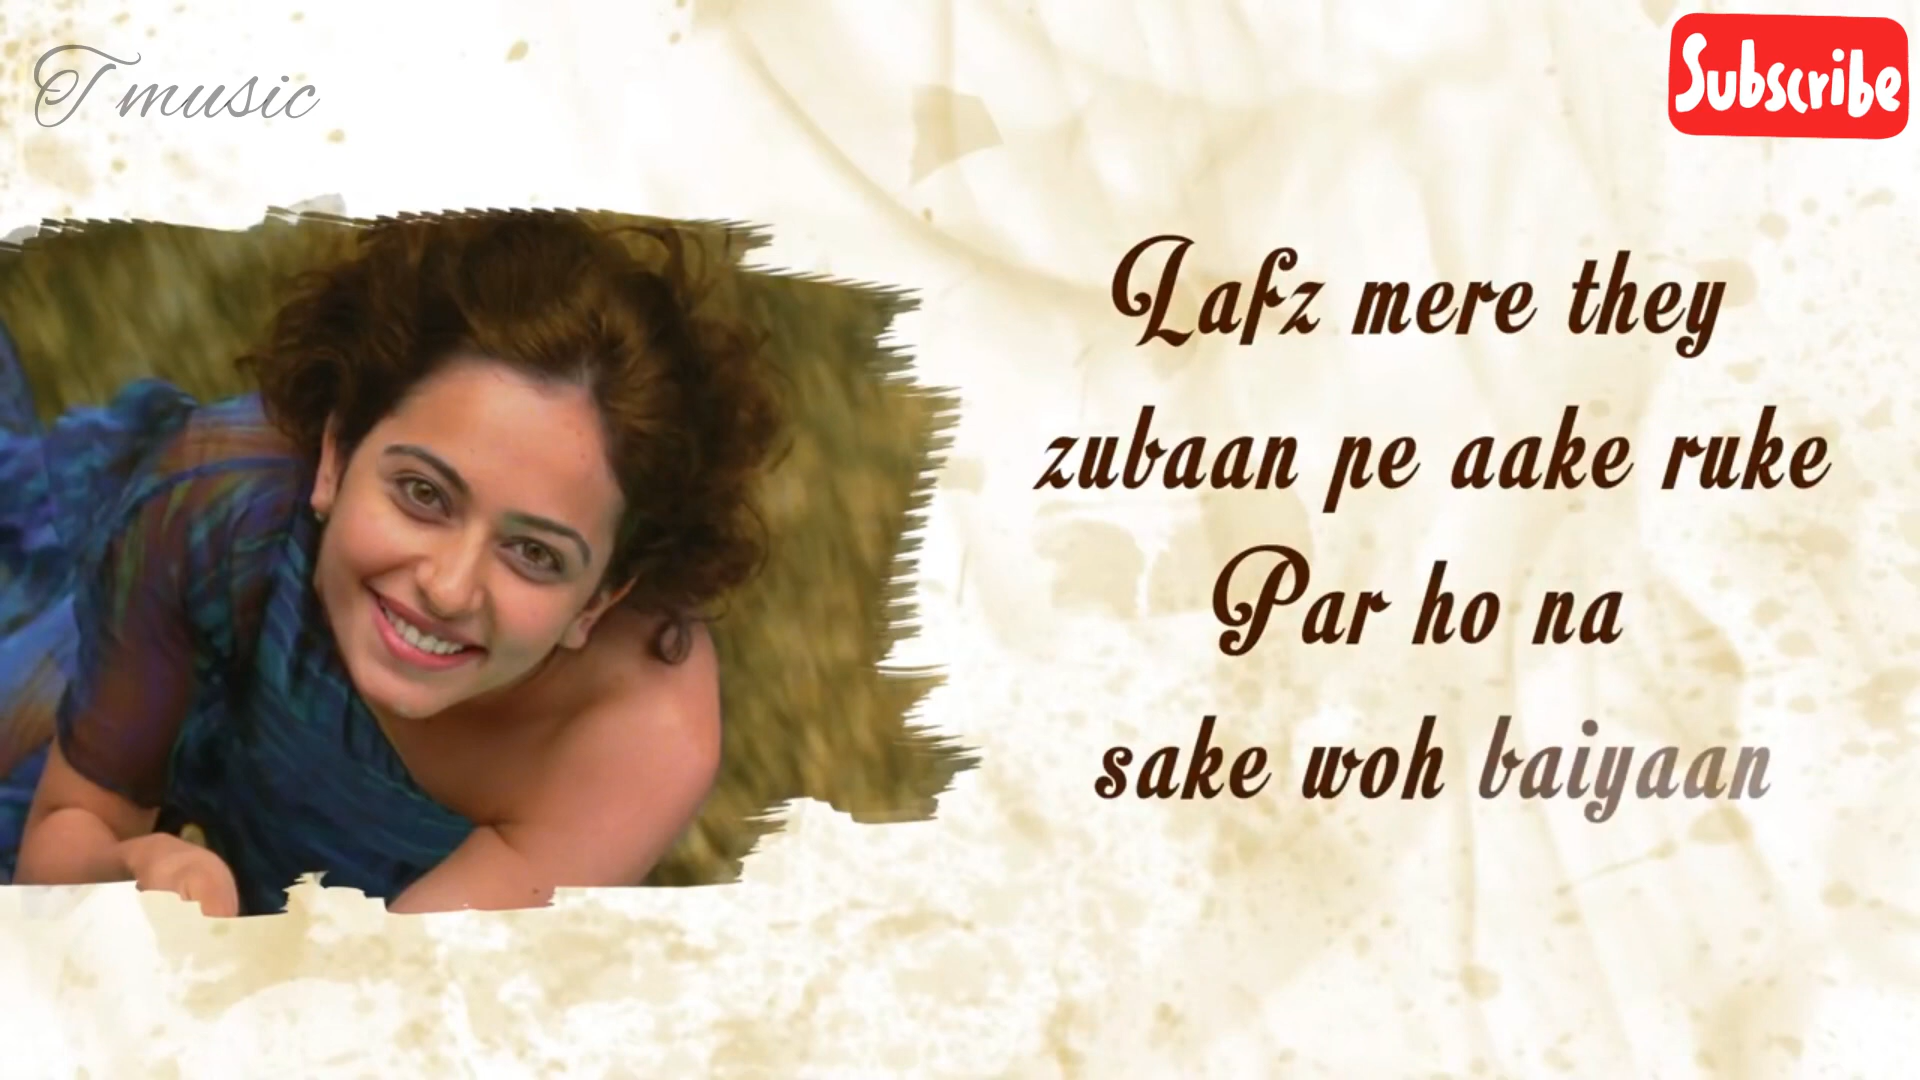 T music
Subscribe
Lafz mere they
zubaan pe aake ruke
Par ho na
sake woh baiyaan